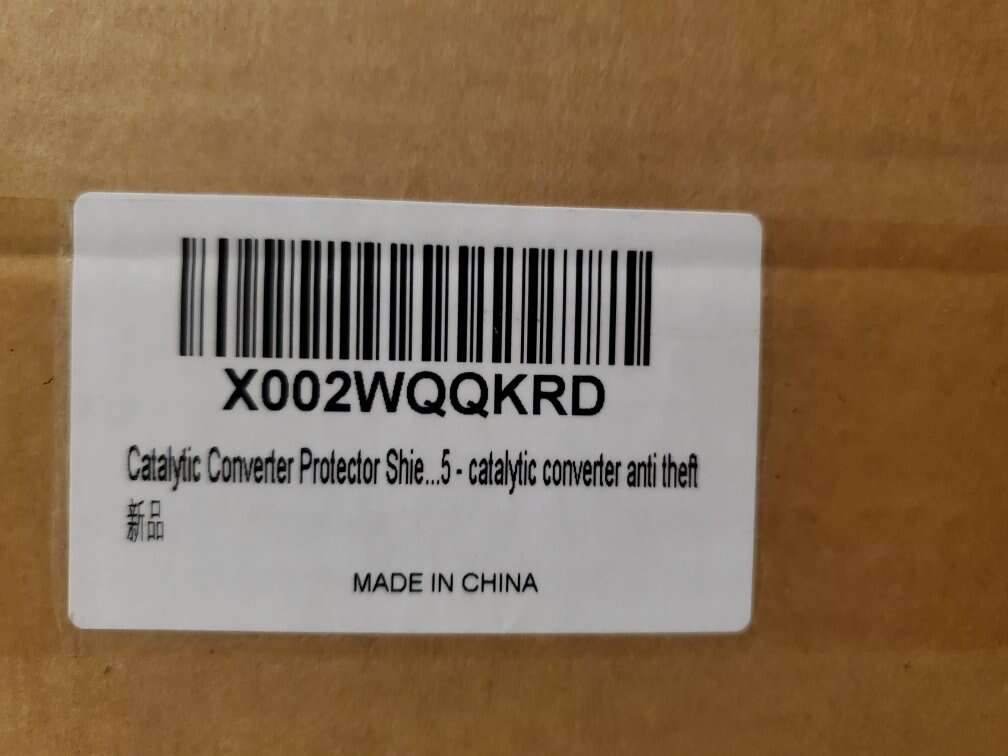 X002WQQKRD
Catalytic Converter Protector Shie...5 - catalytic converter anti theft
新品
MADE IN CHINA